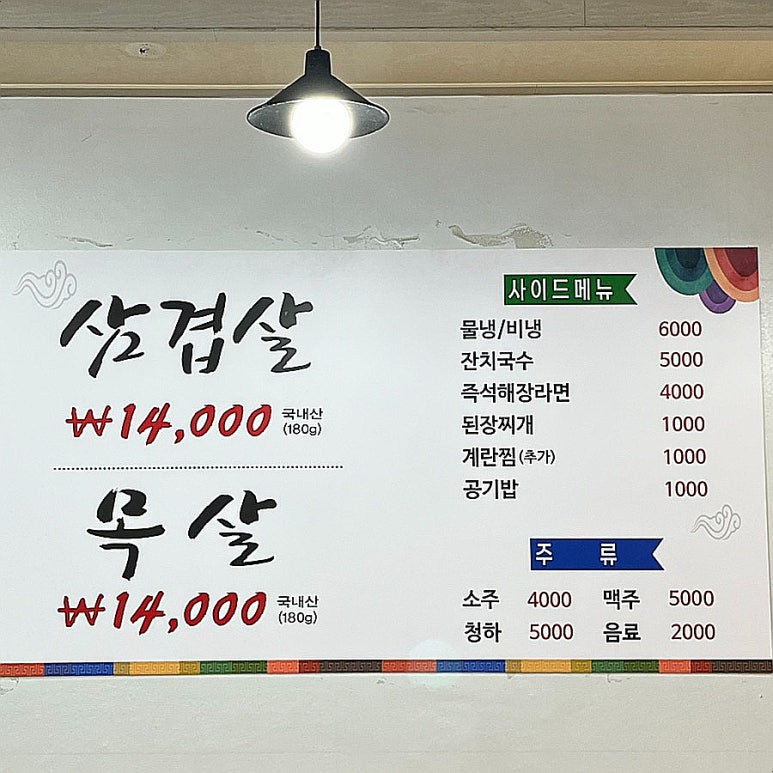 삼겹살
₩14,000 국내산
(180g)
목살
₩14,000 국내산
(180g)
사이드메뉴
물냉/비냉 6000
잔치국수 5000
즉석해장라면 4000
된장찌개 1000
계란찜(추가) 1000
공기밥 1000
주 류
소주 4000 맥주 5000
청하 5000 음료 2000